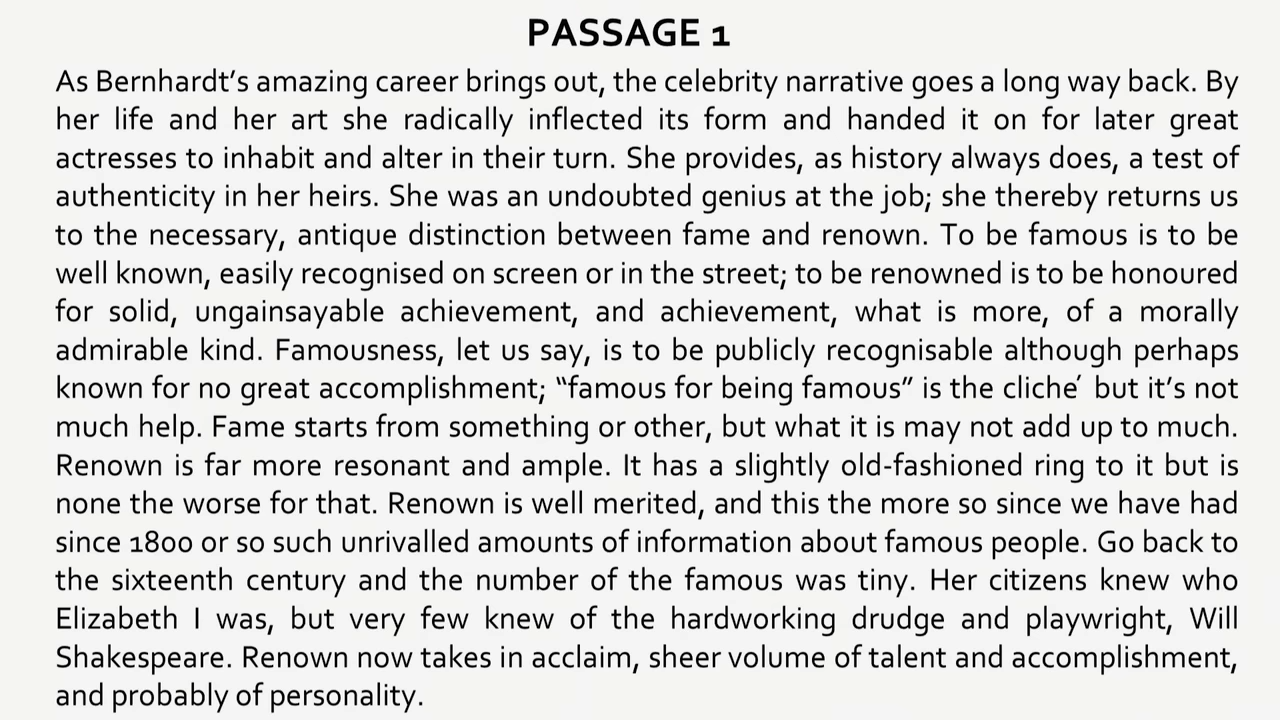 PASSAGE 1
As Bernhardt's amazing career brings out, the celebrity narrative goes a long way back. By
her life and her art she radically inflected its form and handed it on for later great
actresses to inhabit and alter in their turn. She provides, as history always does, a test of
authenticity in her heirs. She was an undoubted genius at the job; she thereby returns us
to the necessary, antique distinction between fame and renown. To be famous is to be
well known, easily recognised on screen or in the street; to be renowned is to be honoured
for solid, ungainsayable achievement, and achievement, what is more, of a morally
admirable kind. Famousness, let us say, is to be publicly recognisable although perhaps
known for no great accomplishment; “famous for being famous” is the cliche´ but it's not
much help. Fame starts from something or other, but what it is may not add up to much.
Renown is far more resonant and ample. It has a slightly old-fashioned ring to it but is
none the worse for that. Renown is well merited, and this the more so since we have had
since 1800 or so such unrivalled amounts of information about famous people. Go back to
the sixteenth century and the number of the famous was tiny. Her citizens knew who
Elizabeth I was, but very few knew of the hardworking drudge and playwright, Will
Shakespeare. Renown now takes in acclaim, sheer volume of talent and accomplishment,
and probably of personality.